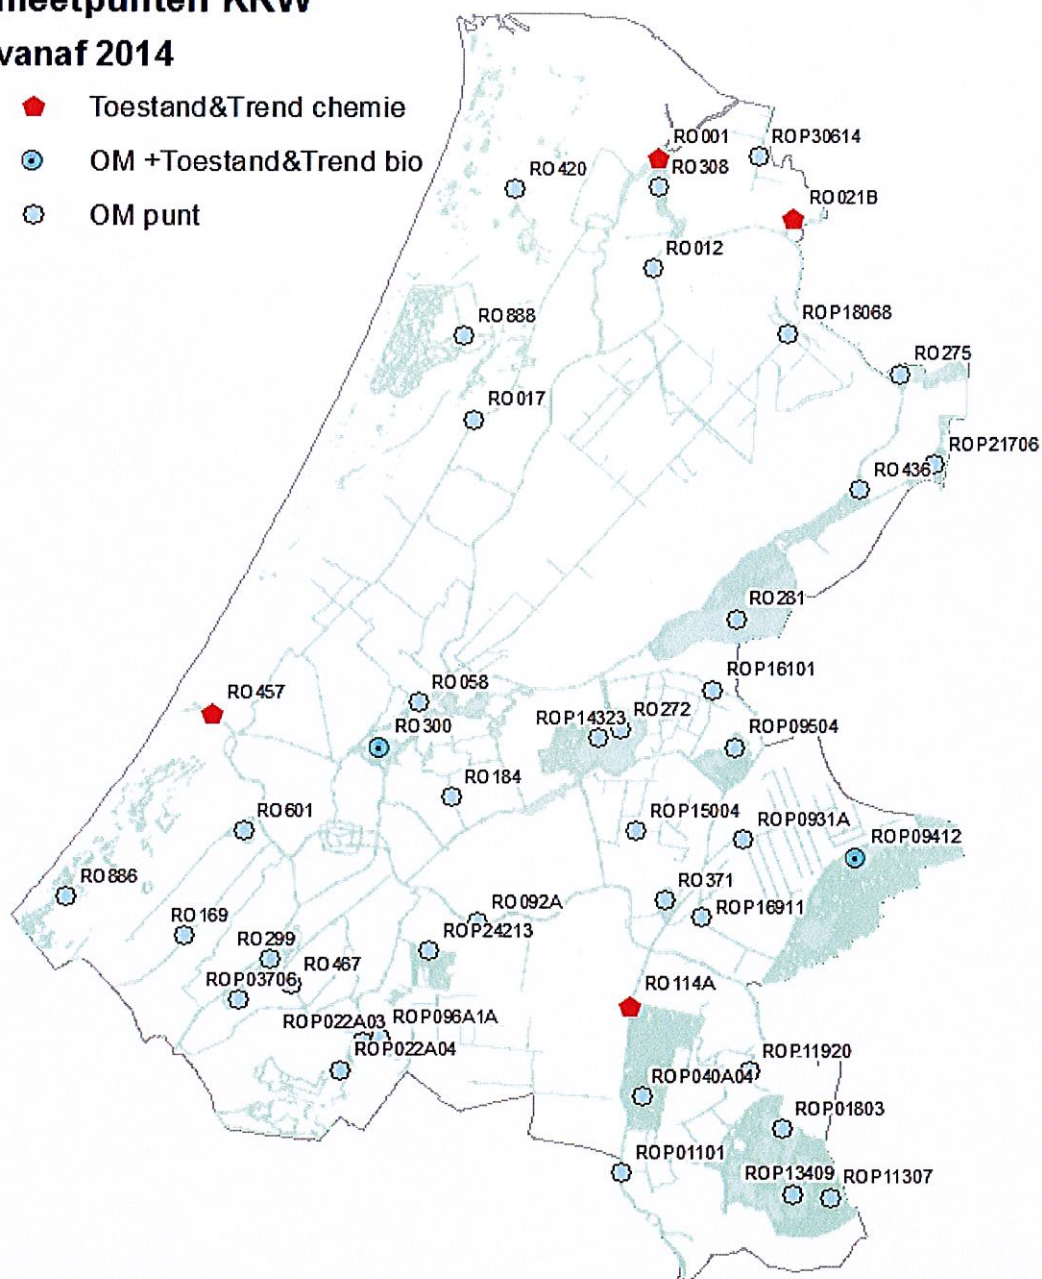 meetpunten KRW
vanaf 2014
Toestand&Trend chemie
OM +Toestand&Trend bio
OM punt
RO001
ROP30614
RO420
RO308
RO021B
RO012
RO888
ROP18068
RO275
RO017
ROP21706
RO436
RO281
ROP16101
RO457
RO058
ROP14323
RO272
RO300
ROP09504
RO184
RO601
ROP15004
ROP0931A
ROP09412
RO886
RO371
RO092A
ROP16911
RO169
ROP24213
RO299
RO467
ROP03706
RO114A
ROP022A03
ROP096A1A
ROP022A04
ROP11920
ROP040A04
ROP01803
ROP01101
ROP13409
ROP11307